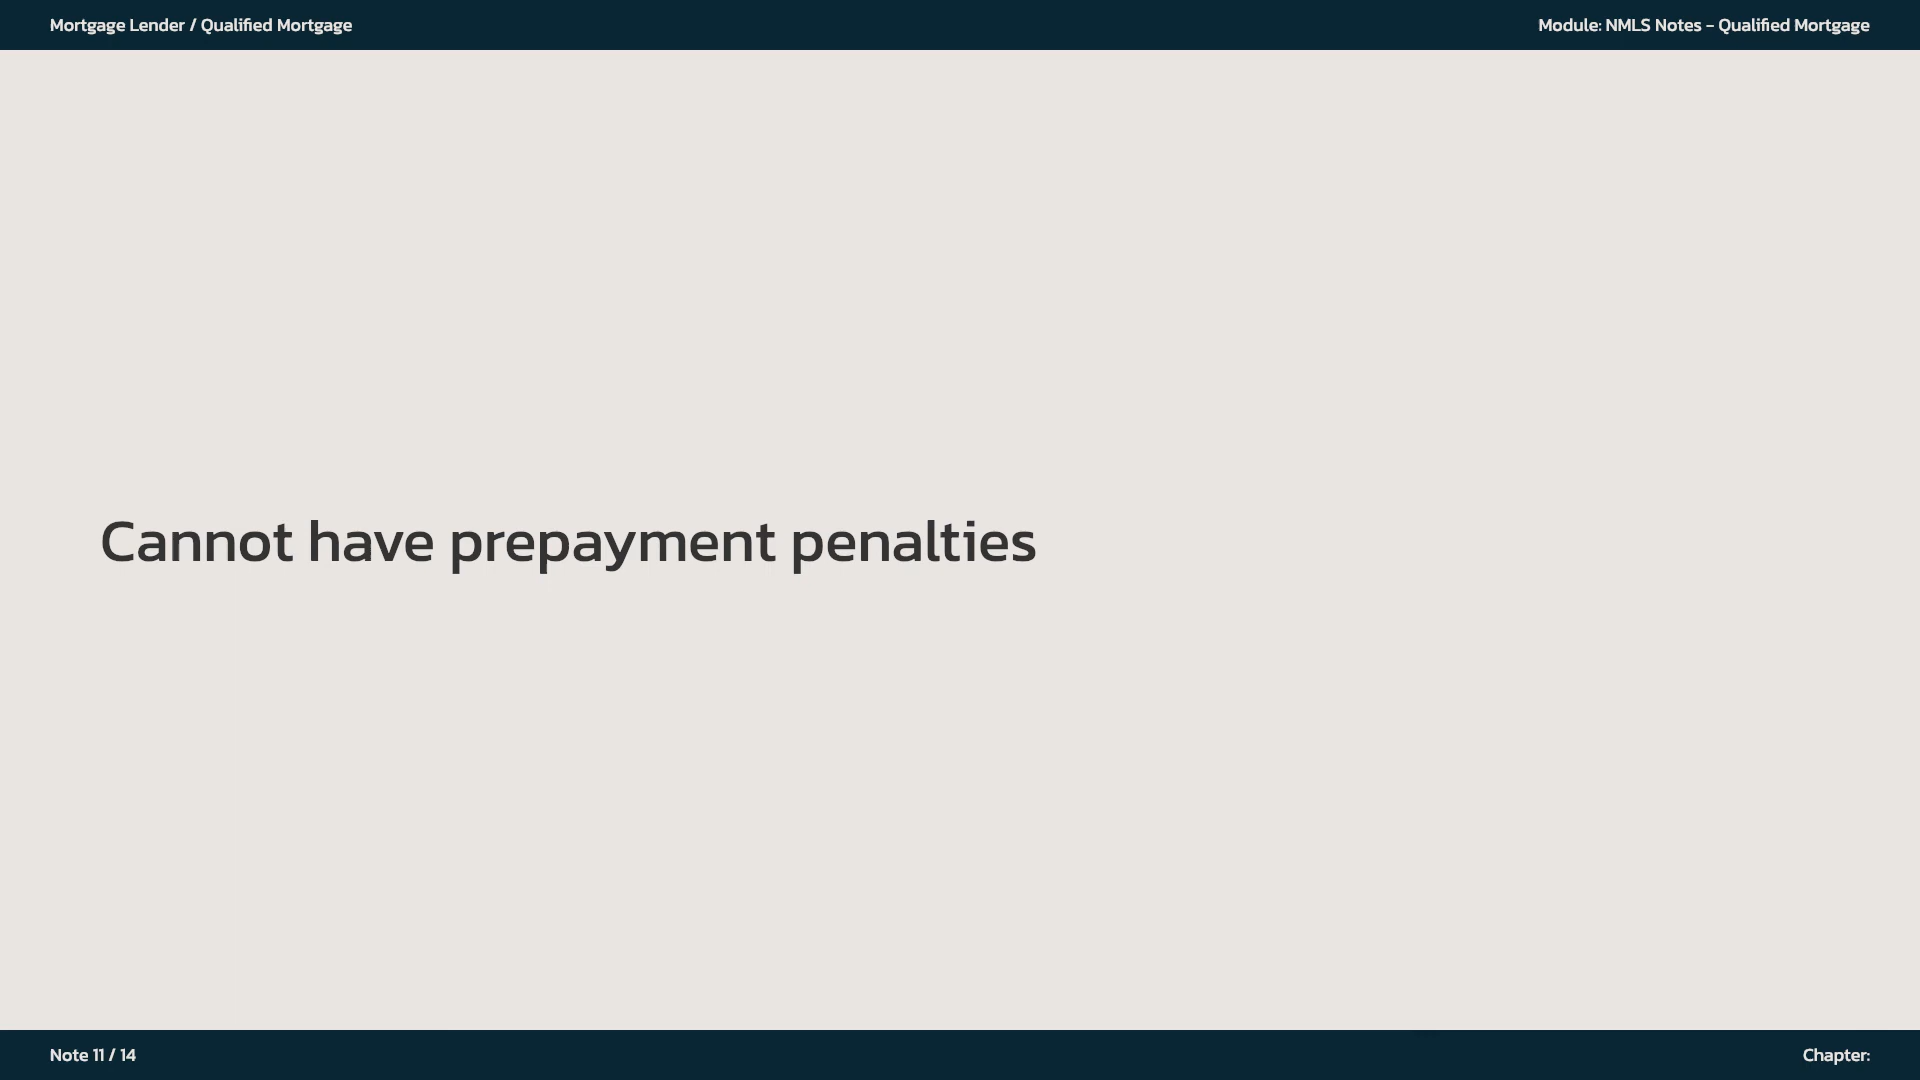 Mortgage Lender / Qualified Mortgage
Module: NMLS Notes - Qualified Mortgage
Cannot have prepayment penalties
Note 11 / 14
Chapter: